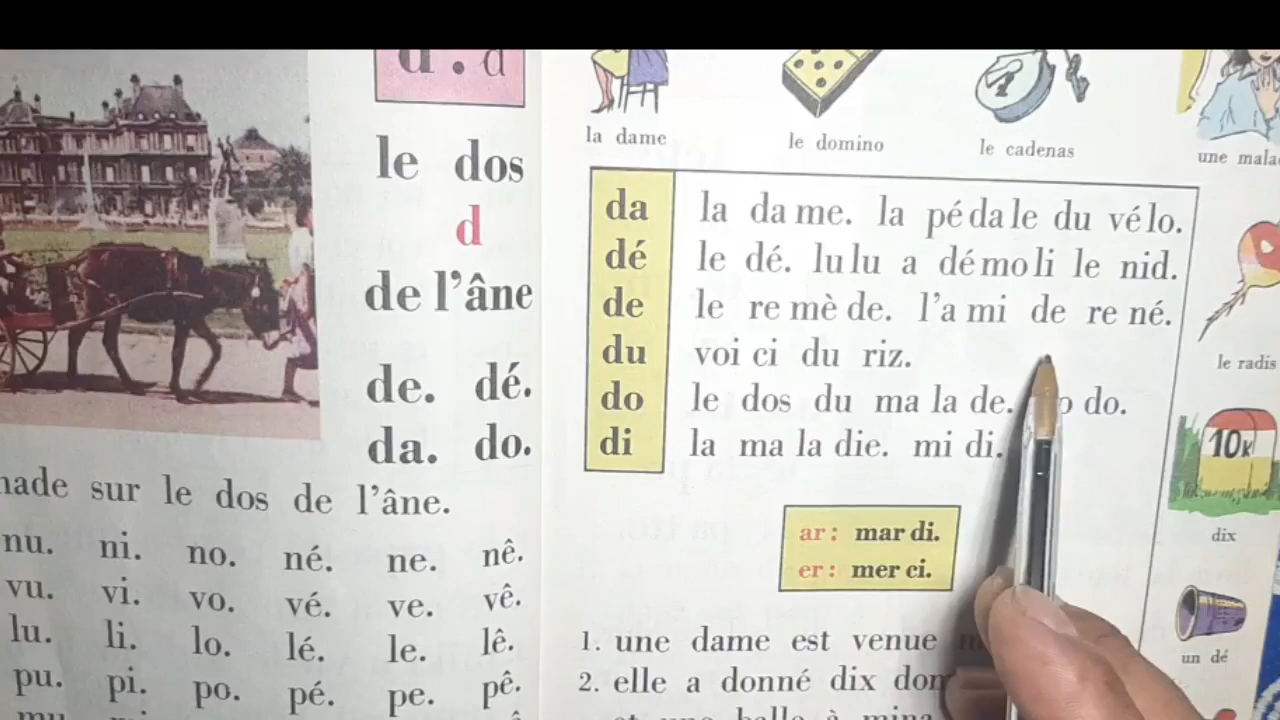 d . d
le dos
d
de l'âne
de. dé.
da. do.
sur le dos de l'âne.
nu. ni. no. né. ne. nê.
vu. vi. vo. vé. ve. vê.
lu. li. lo. lé. le. lê.
pu. pi. po. pé. pe. pê.
la dame
le domino
le cadenas
une
da la da me. la pé da le du vé lo.
dé le dé. lu lu a dé mo li le nid.
de le re mè de. l'a mi de re né.
du voi ci du riz.
do le dos du ma la de. do.
di la ma la die. mi di.
ar : mar di.
er : mer ci.
1. une dame est venue
2. elle a donné dix
le radis
10K
dix
un dé